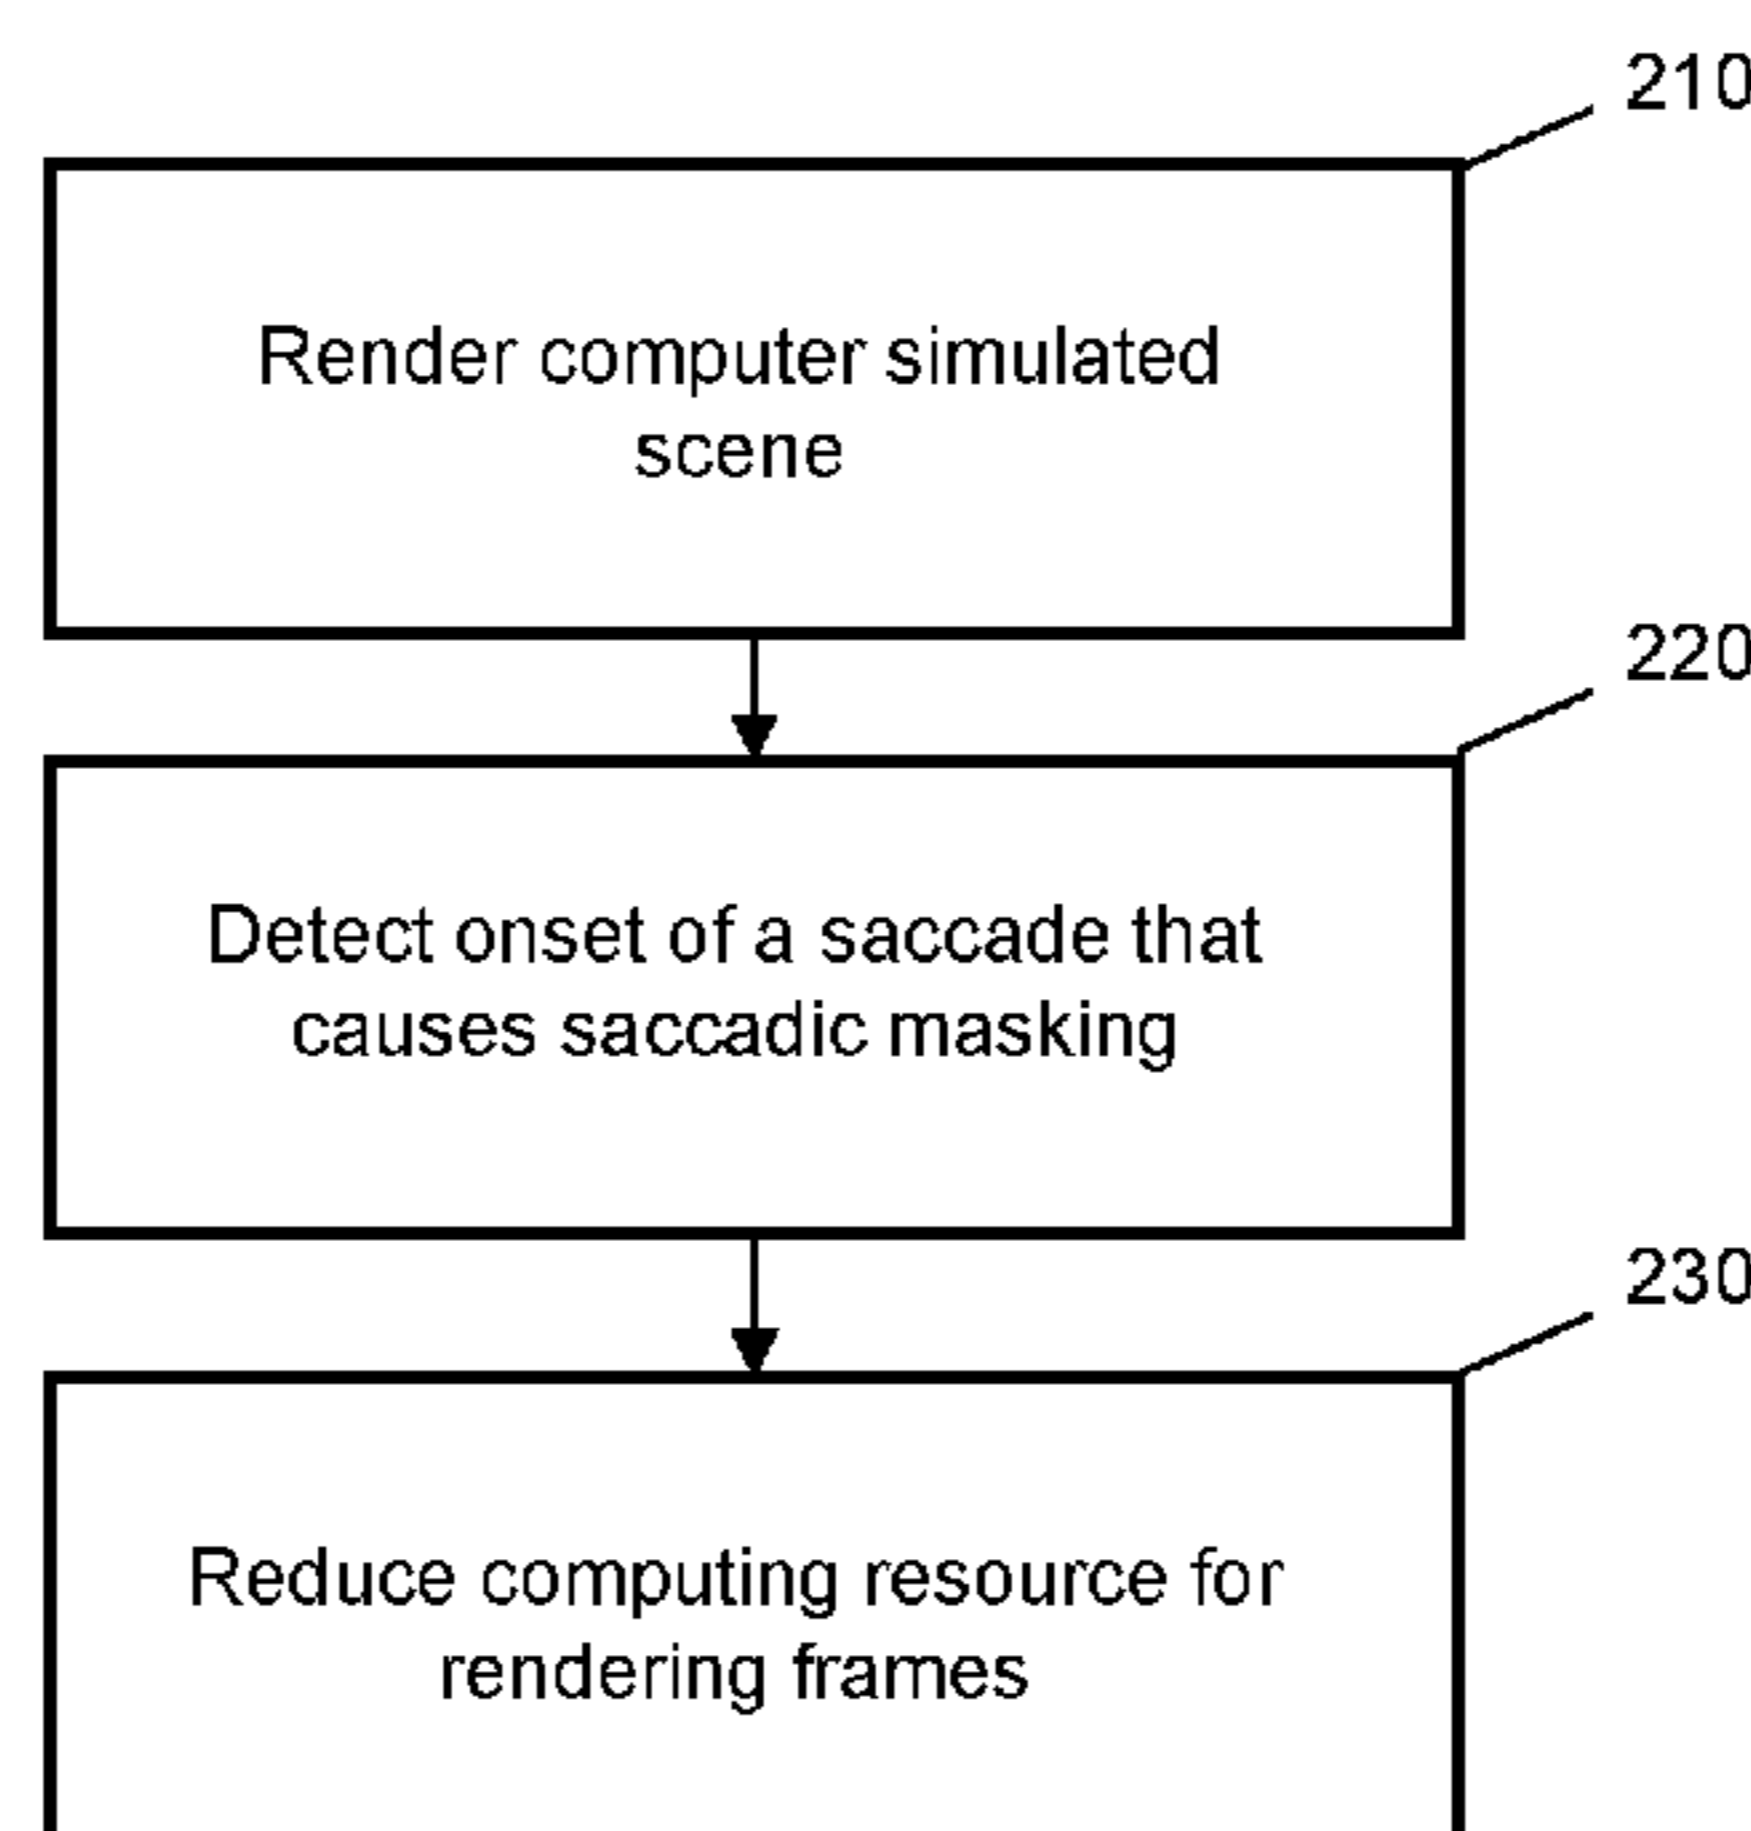 210
Render computer simulated
scene
220
Detect onset of a saccade that
causes saccadic masking
230
Reduce computing resource for
rendering frames